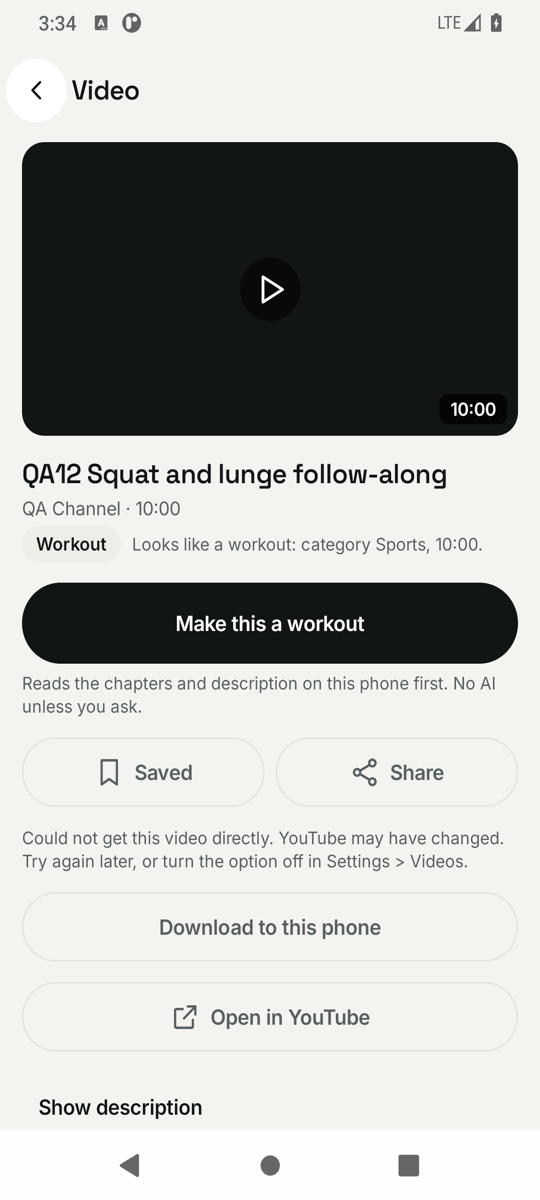 3:34
LTE
Video
10:00
QA12 Squat and lunge follow-along
QA Channel · 10:00
Workout
Looks like a workout: category Sports, 10:00.
Make this a workout
Reads the chapters and description on this phone first. No AI
unless you ask.
Saved
Share
Could not get this video directly. YouTube may have changed.
Try again later, or turn the option off in Settings > Videos.
Download to this phone
Open in YouTube
Show description